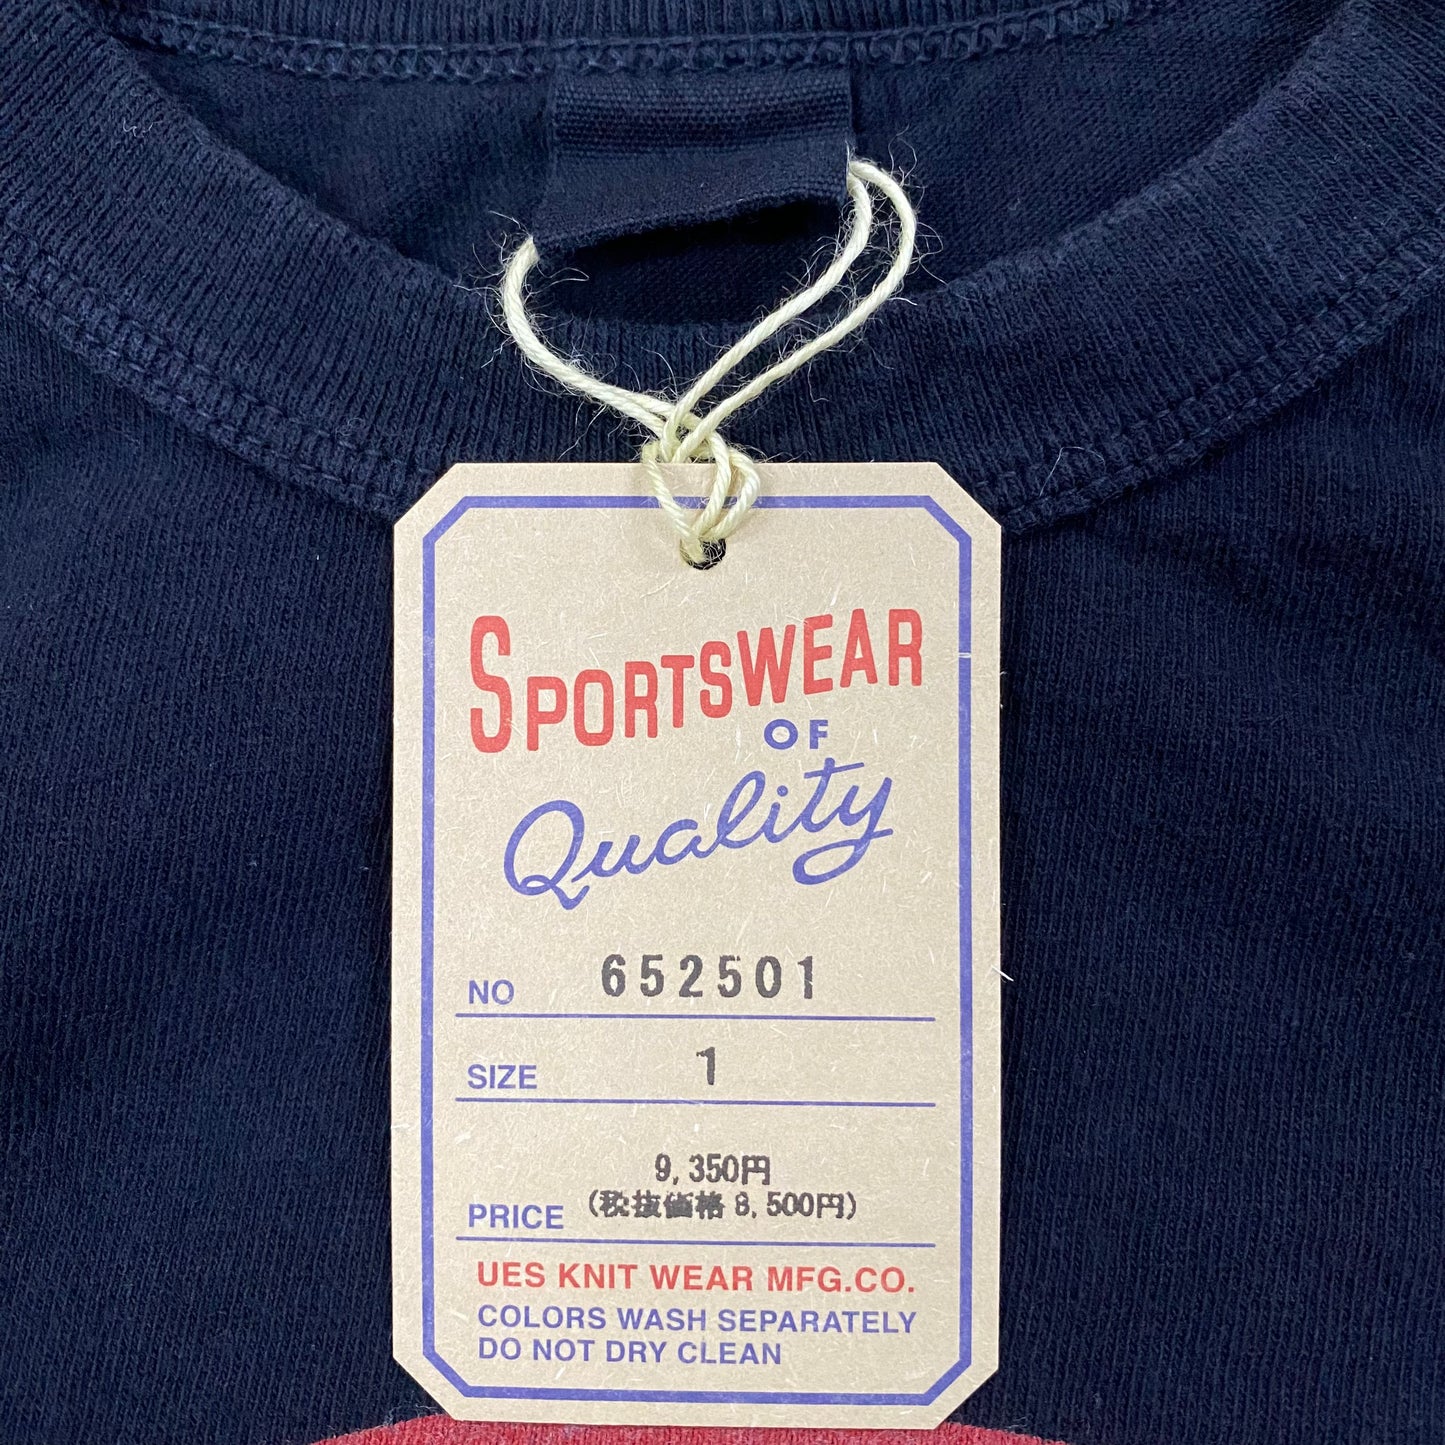 SPORTSWEAR
OF
Quality
NO 652501
SIZE 1
9,350円
PRICE (税抜価格 8,500円)
UES KNIT WEAR MFG.CO.
COLORS WASH SEPARATELY
DO NOT DRY CLEAN